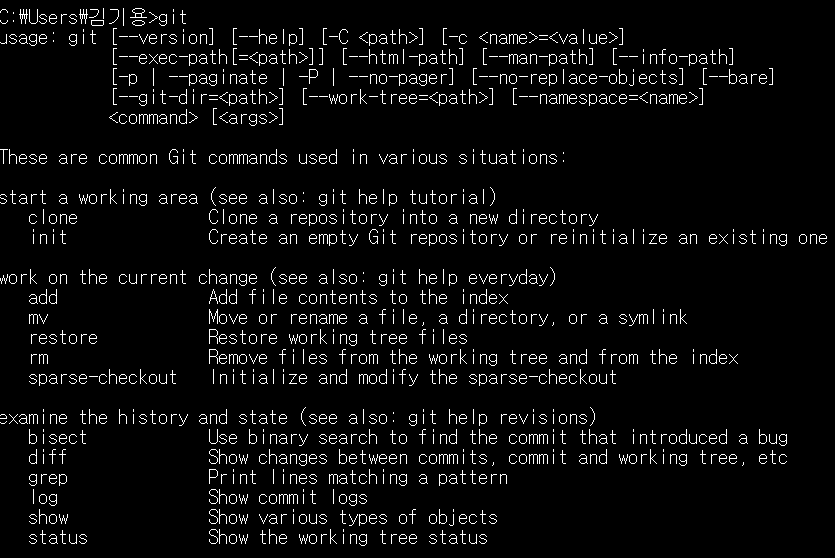 C:₩Users₩김기용>git
usage: git [--version] [--help] [-C <path>] [-c <name>=<value>]
           [--exec-path[=<path>]] [--html-path] [--man-path] [--info-path]
           [-p | --paginate | -P | --no-pager] [--no-replace-objects] [--bare]
           [--git-dir=<path>] [--work-tree=<path>] [--namespace=<name>]
           <command> [<args>]

These are common Git commands used in various situations:

start a working area (see also: git help tutorial)
   clone             Clone a repository into a new directory
   init              Create an empty Git repository or reinitialize an existing one

work on the current change (see also: git help everyday)
   add               Add file contents to the index
   mv                Move or rename a file, a directory, or a symlink
   restore           Restore working tree files
   rm                Remove files from the working tree and from the index
   sparse-checkout   Initialize and modify the sparse-checkout

examine the history and state (see also: git help revisions)
   bisect            Use binary search to find the commit that introduced a bug
   diff              Show changes between commits, commit and working tree, etc
   grep              Print lines matching a pattern
   log               Show commit logs
   show              Show various types of objects
   status            Show the working tree status